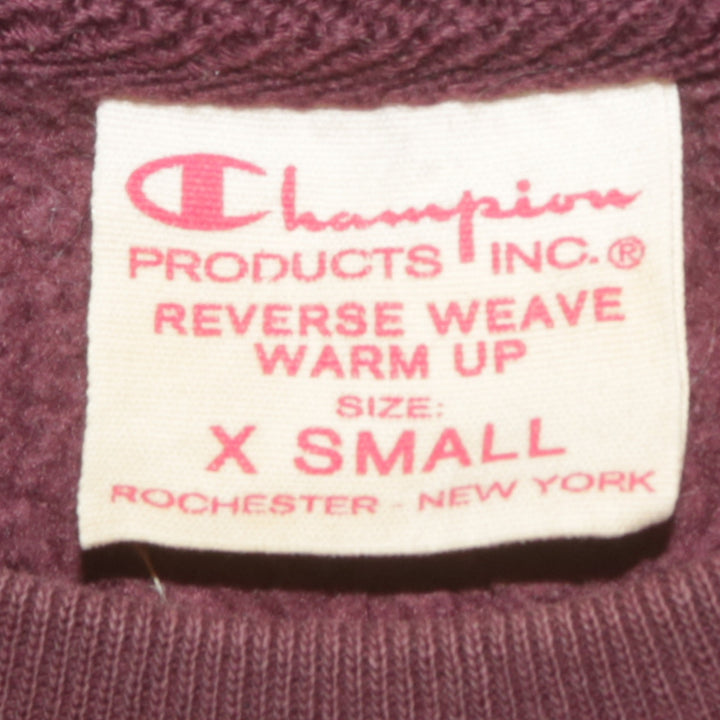 Champion
PRODUCTS INC.®
REVERSE WEAVE
WARM UP
SIZE:
X SMALL
ROCHESTER - NEW YORK